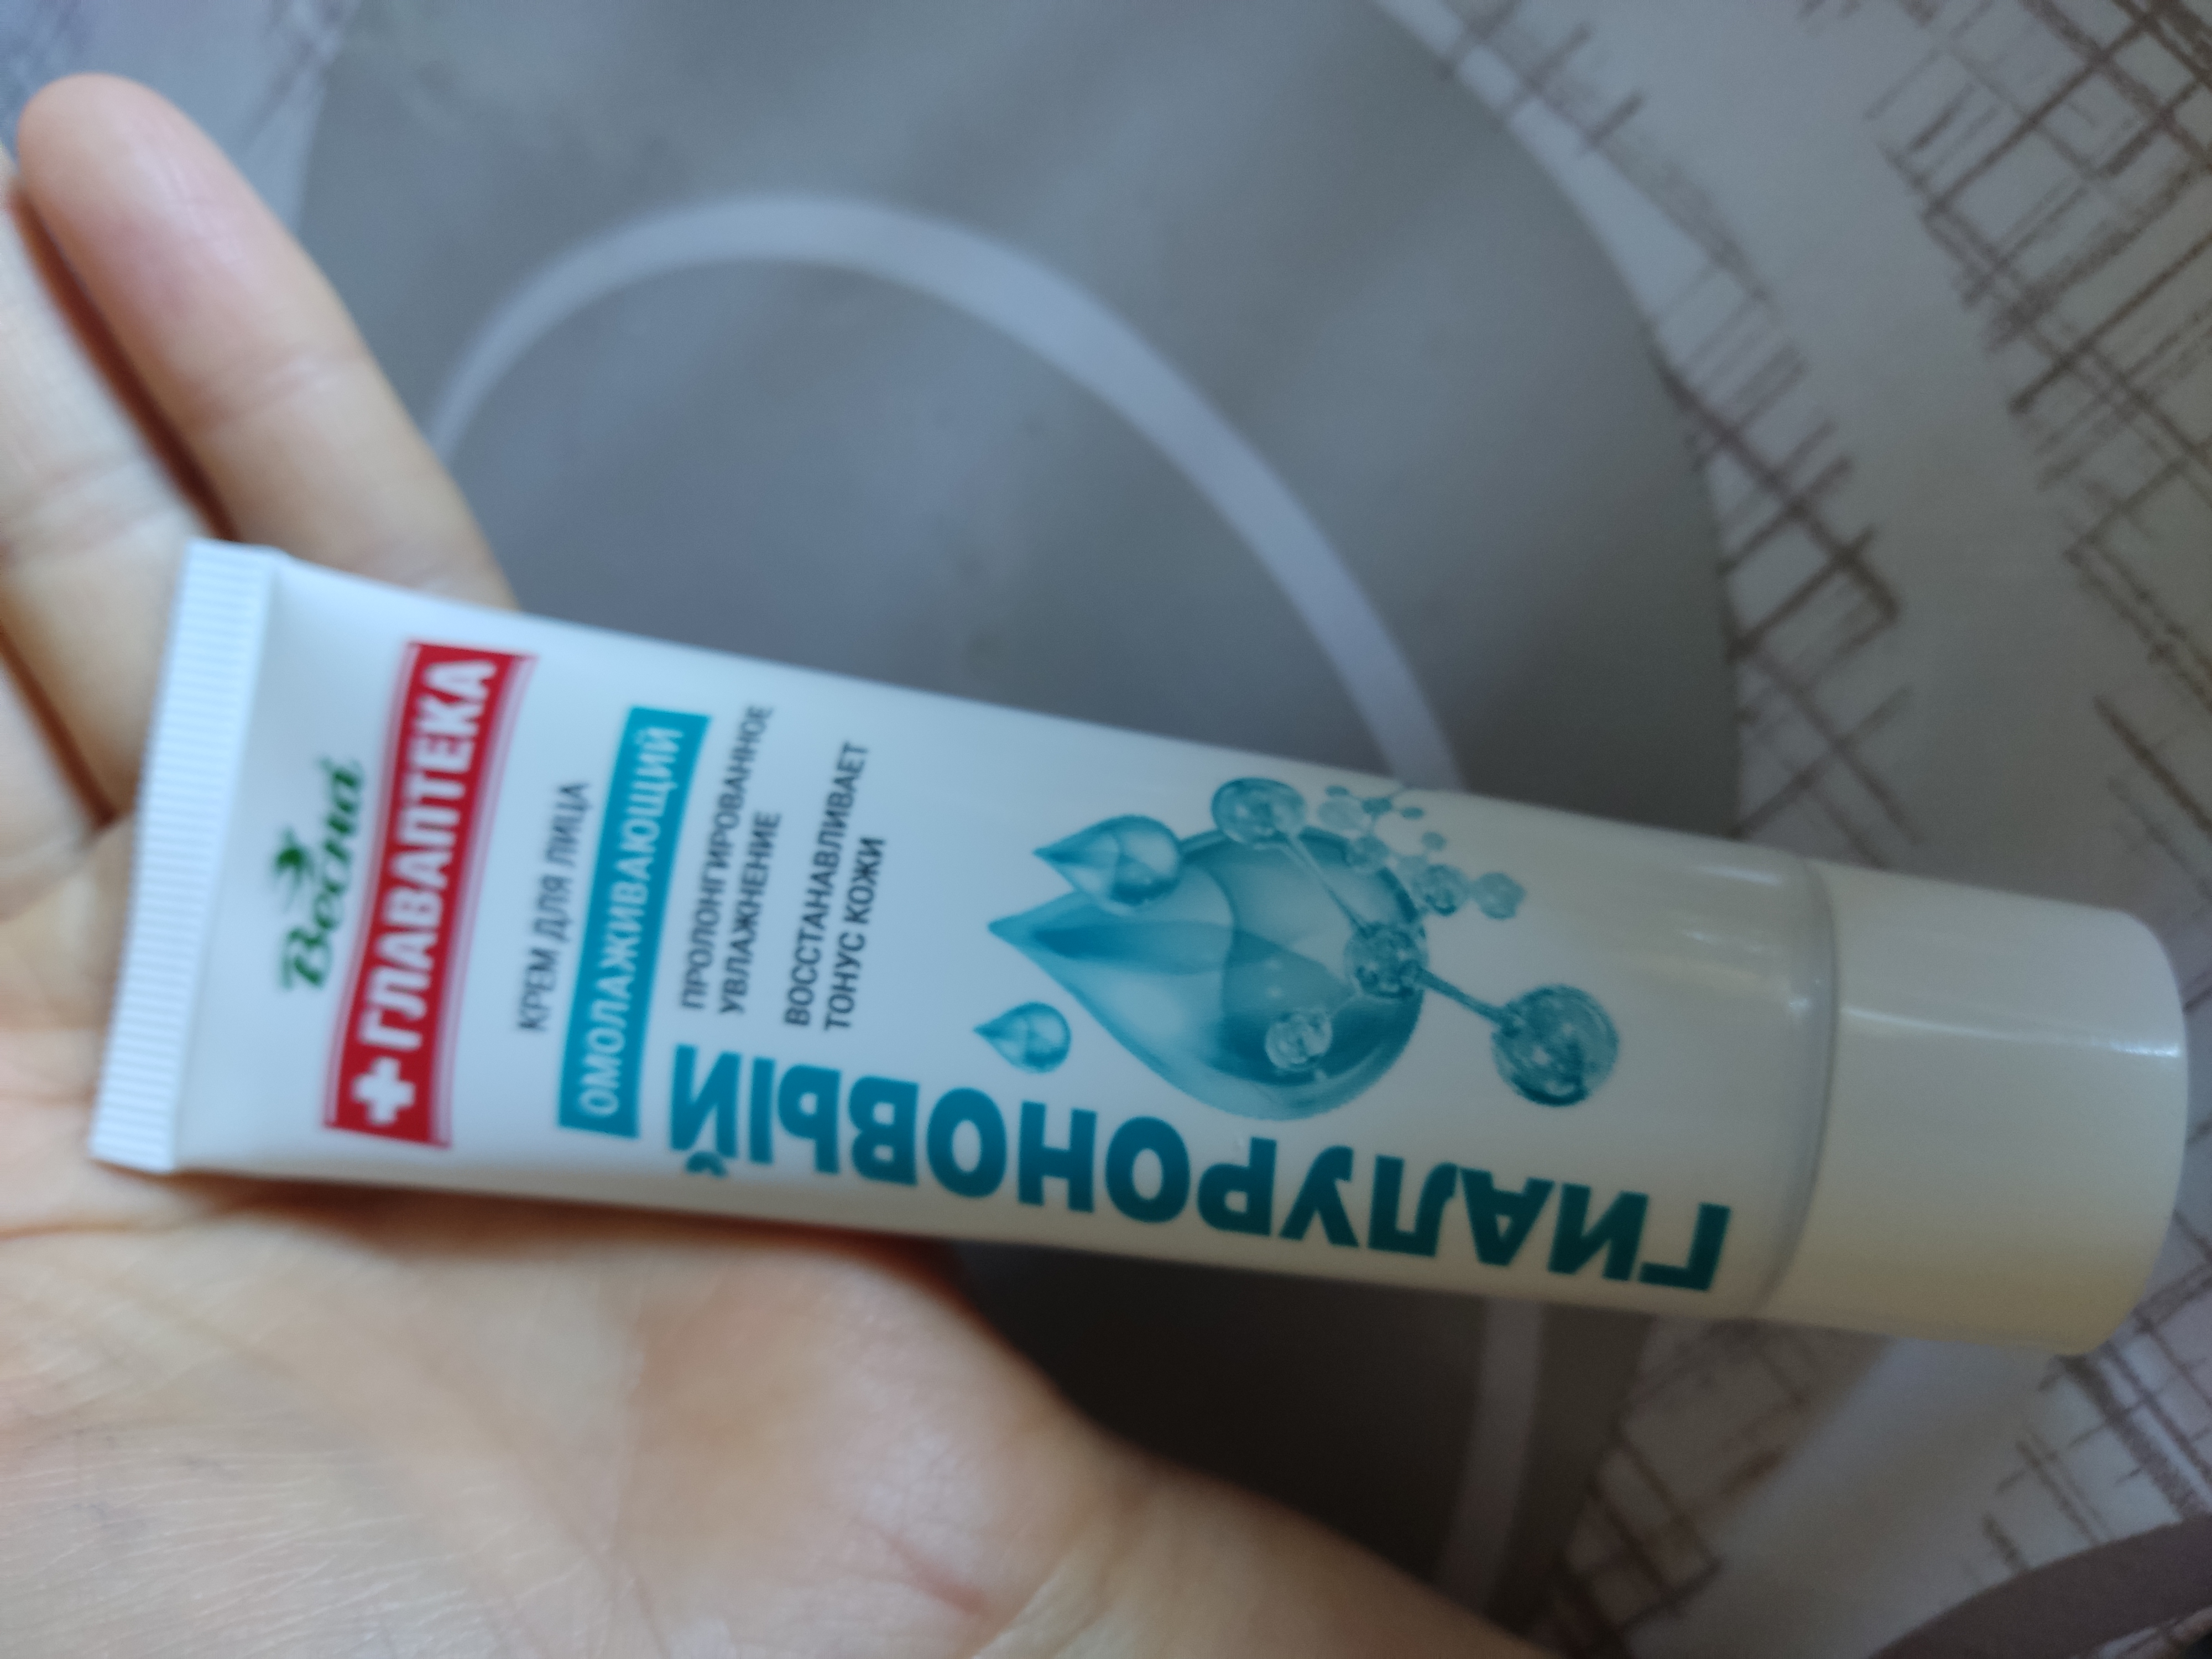 Весна
ГЛАВАПТЕКА
КРЕМ ДЛЯ ЛИЦА
ОМОЛАЖИВАЮЩИЙ
ПРОЛОНГИРОВАННОЕ
УВЛАЖНЕНИЕ
ВОССТАНАВЛИВАЕТ
ТОНУС КОЖИ
ГИАЛУРОНОВЫЙ